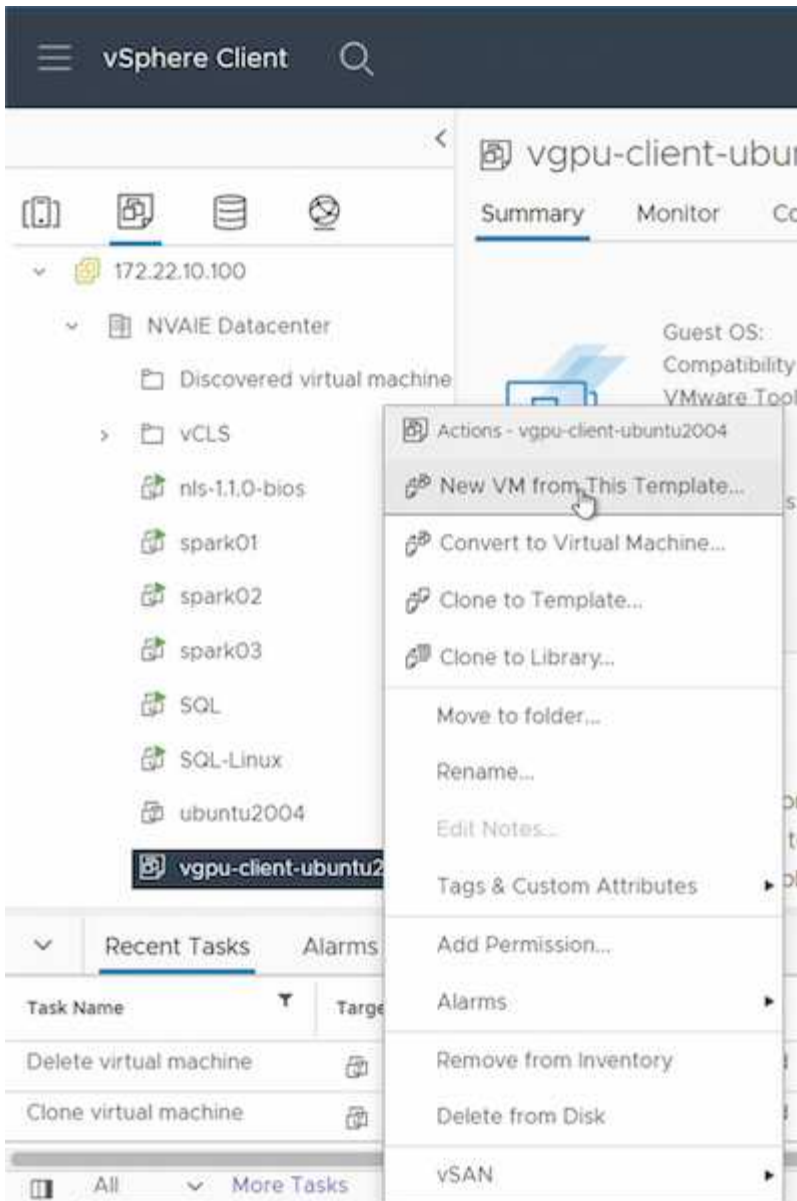 vSphere Client
vgpu-client-ubun
Summary Monitor Co
172.22.10.100
NVAIE Datacenter
Guest OS:
Compatibility
VMware Tool
Discovered virtual machine
vCLS
nls-1.1.0-bios
spark01
spark02
spark03
SQL
SQL-Linux
ubuntu2004
vgpu-client-ubuntu2
Actions - vgpu-client-ubuntu2004
New VM from This Template...
Convert to Virtual Machine...
Clone to Template...
Clone to Library...
Move to folder...
Rename...
Edit Notes...
Tags & Custom Attributes
Add Permission...
Alarms
Remove from Inventory
Delete from Disk
vSAN
Recent Tasks Alarms
Task Name Targe
Delete virtual machine
Clone virtual machine
All More Tasks